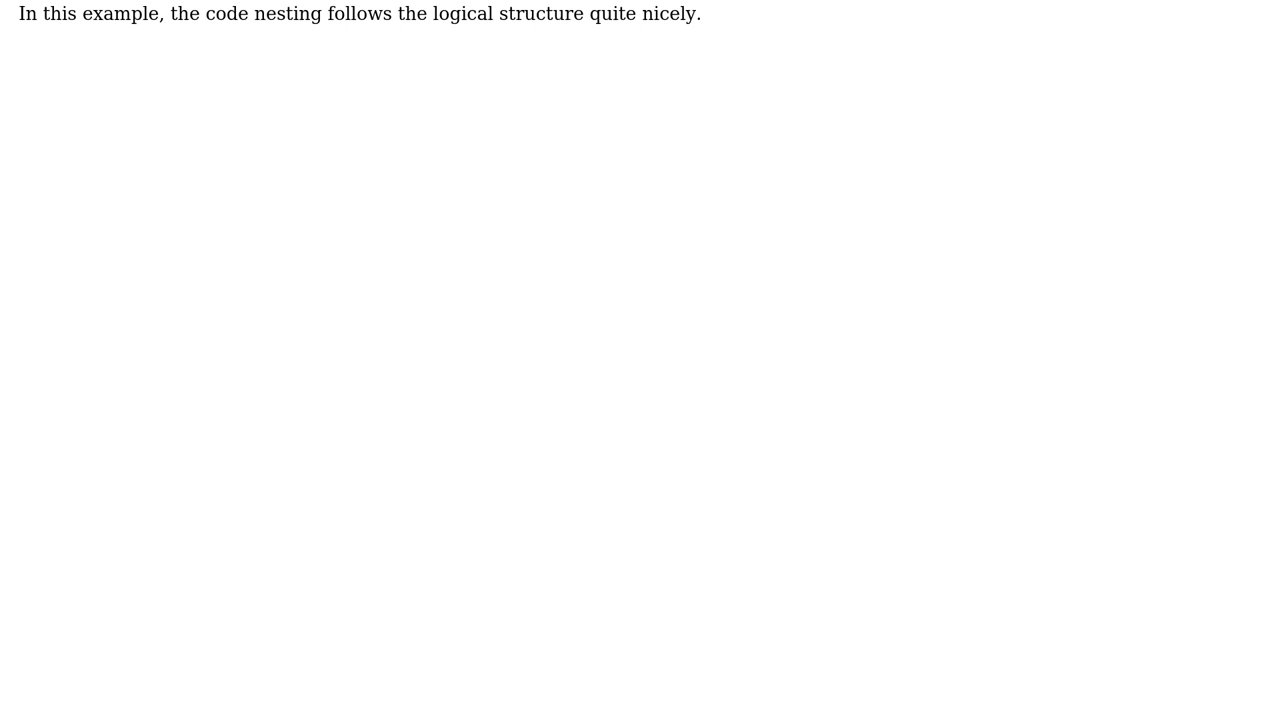 In this example, the code nesting follows the logical structure quite nicely.